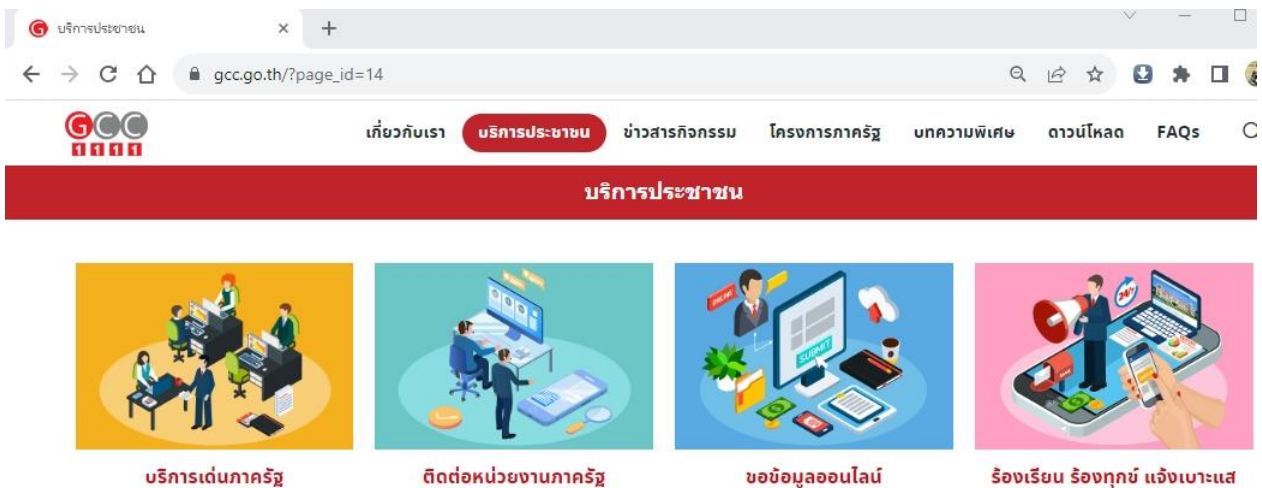 บริการประชาชน
gcc.go.th/?page_id=14
GCC
1111
เกี่ยวกับเรา บริการประชาชน ข่าวสารกิจกรรม โครงการภาครัฐ บทความพิเศษ ดาวน์โหลด FAQs
บริการประชาชน
ONLINE
SUBMIT
24/7
บริการเด่นภาครัฐ ติดต่อหน่วยงานภาครัฐ ขอข้อมูลออนไลน์ ร้องเรียน ร้องทุกข์ แจ้งเบาะแส